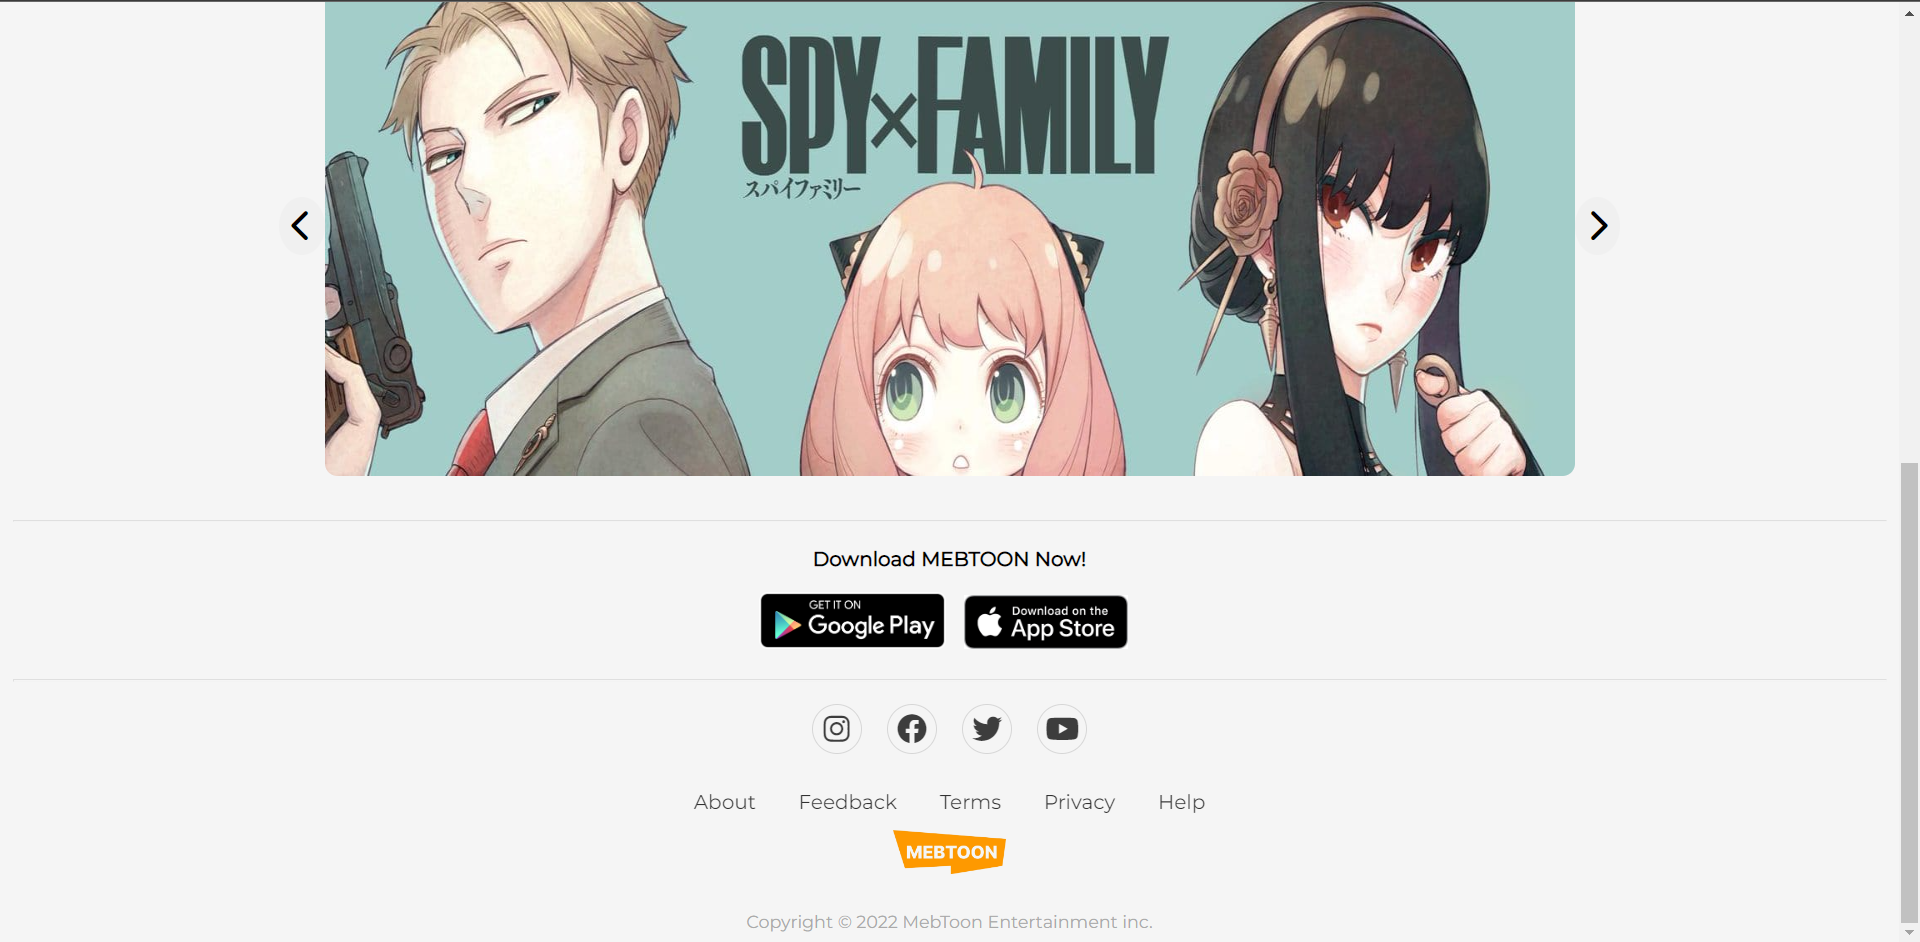 SPY×FAMILY
スパイファミリー
Download MEBTOON Now!
GET IT ON
Google Play
Download on the
App Store
About Feedback Terms Privacy Help
MEBTOON
Copyright © 2022 MebToon Entertainment inc.